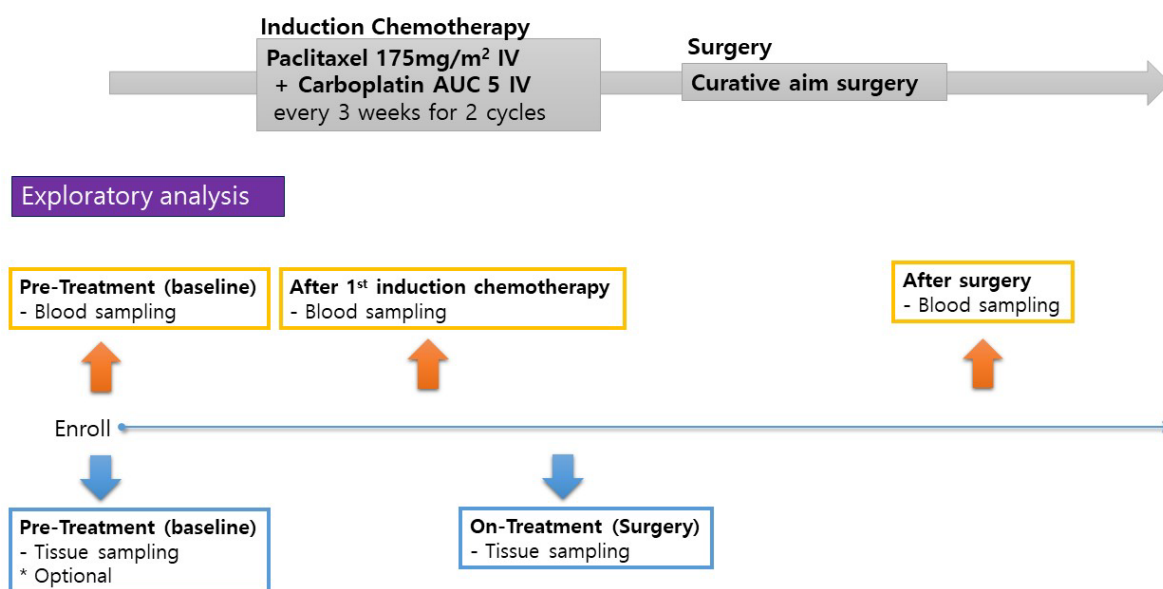 Induction Chemotherapy
Paclitaxel 175mg/m² IV
+ Carboplatin AUC 5 IV
every 3 weeks for 2 cycles
Surgery
Curative aim surgery
Exploratory analysis
Pre-Treatment (baseline)
- Blood sampling
After 1st induction chemotherapy
- Blood sampling
After surgery
- Blood sampling
Enroll
Pre-Treatment (baseline)
- Tissue sampling
* Optional
On-Treatment (Surgery)
- Tissue sampling